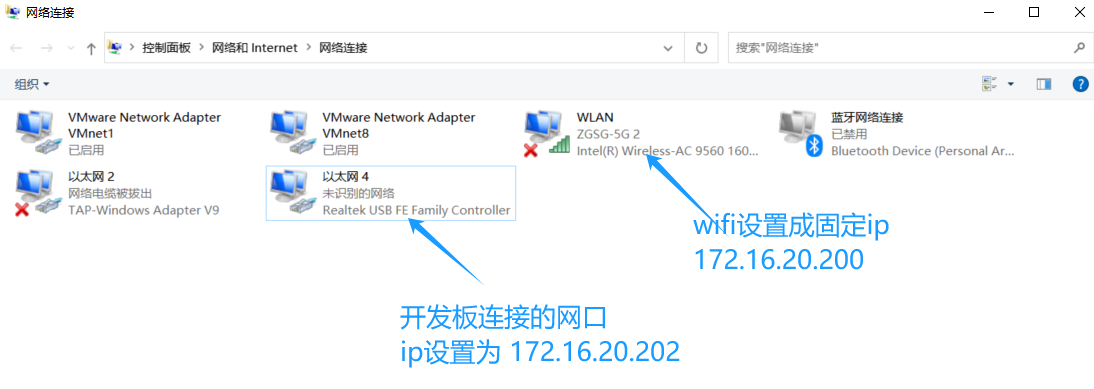 网络连接
控制面板 > 网络和 Internet > 网络连接
搜索"网络连接"
组织
VMware Network Adapter
VMnet1
已启用
VMware Network Adapter
VMnet8
已启用
WLAN
ZGSG-5G 2
Intel(R) Wireless-AC 9560 160...
蓝牙网络连接
已禁用
Bluetooth Device (Personal Ar...
以太网 2
网络电缆被拔出
TAP-Windows Adapter V9
以太网 4
未识别的网络
Realtek USB FE Family Controller
wifi设置成固定ip
172.16.20.200
开发板连接的网口
ip设置为 172.16.20.202